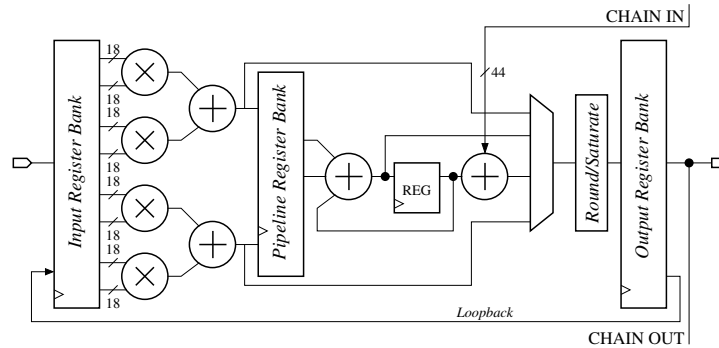 CHAIN IN
18
18
18
18
18
18
18
18
44
Input Register Bank
Pipeline Register Bank
REG
Round/Saturate
Output Register Bank
Loopback
CHAIN OUT